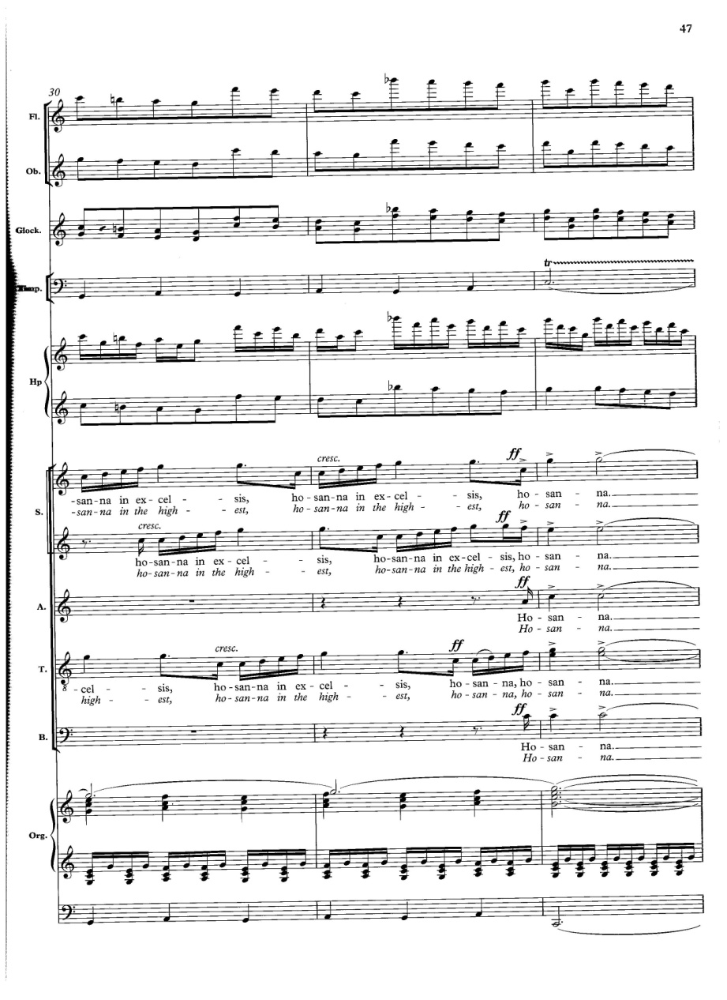 47
30
Fl.
Ob.
Glock.
tr
Hp
cresc.
ff
S.
-san-na in ex-cel - - sis, ho-san-na in ex-cel - - sis, ho - san - na.
-san-na in the high - - est, ho-san-na in the high - - est, ho - san - na.
cresc.
ff
ho-san-na in ex-cel - - sis, ho-san-na in ex-cel - sis, ho - san - na.
ho-san-na in the high - - est, ho-san-na in the high - est, ho - san - na.
ff
A.
Ho - san - na.
Ho - san - na.
cresc.
ff
T.
8
-cel - - sis, ho-san-na in ex-cel - - sis, ho - san - na, ho - san - na.
high - - est, ho-san-na in the high - - est, ho - san - na, ho - san - na.
ff
B.
Ho - san - na.
Ho - san - na.
Org.